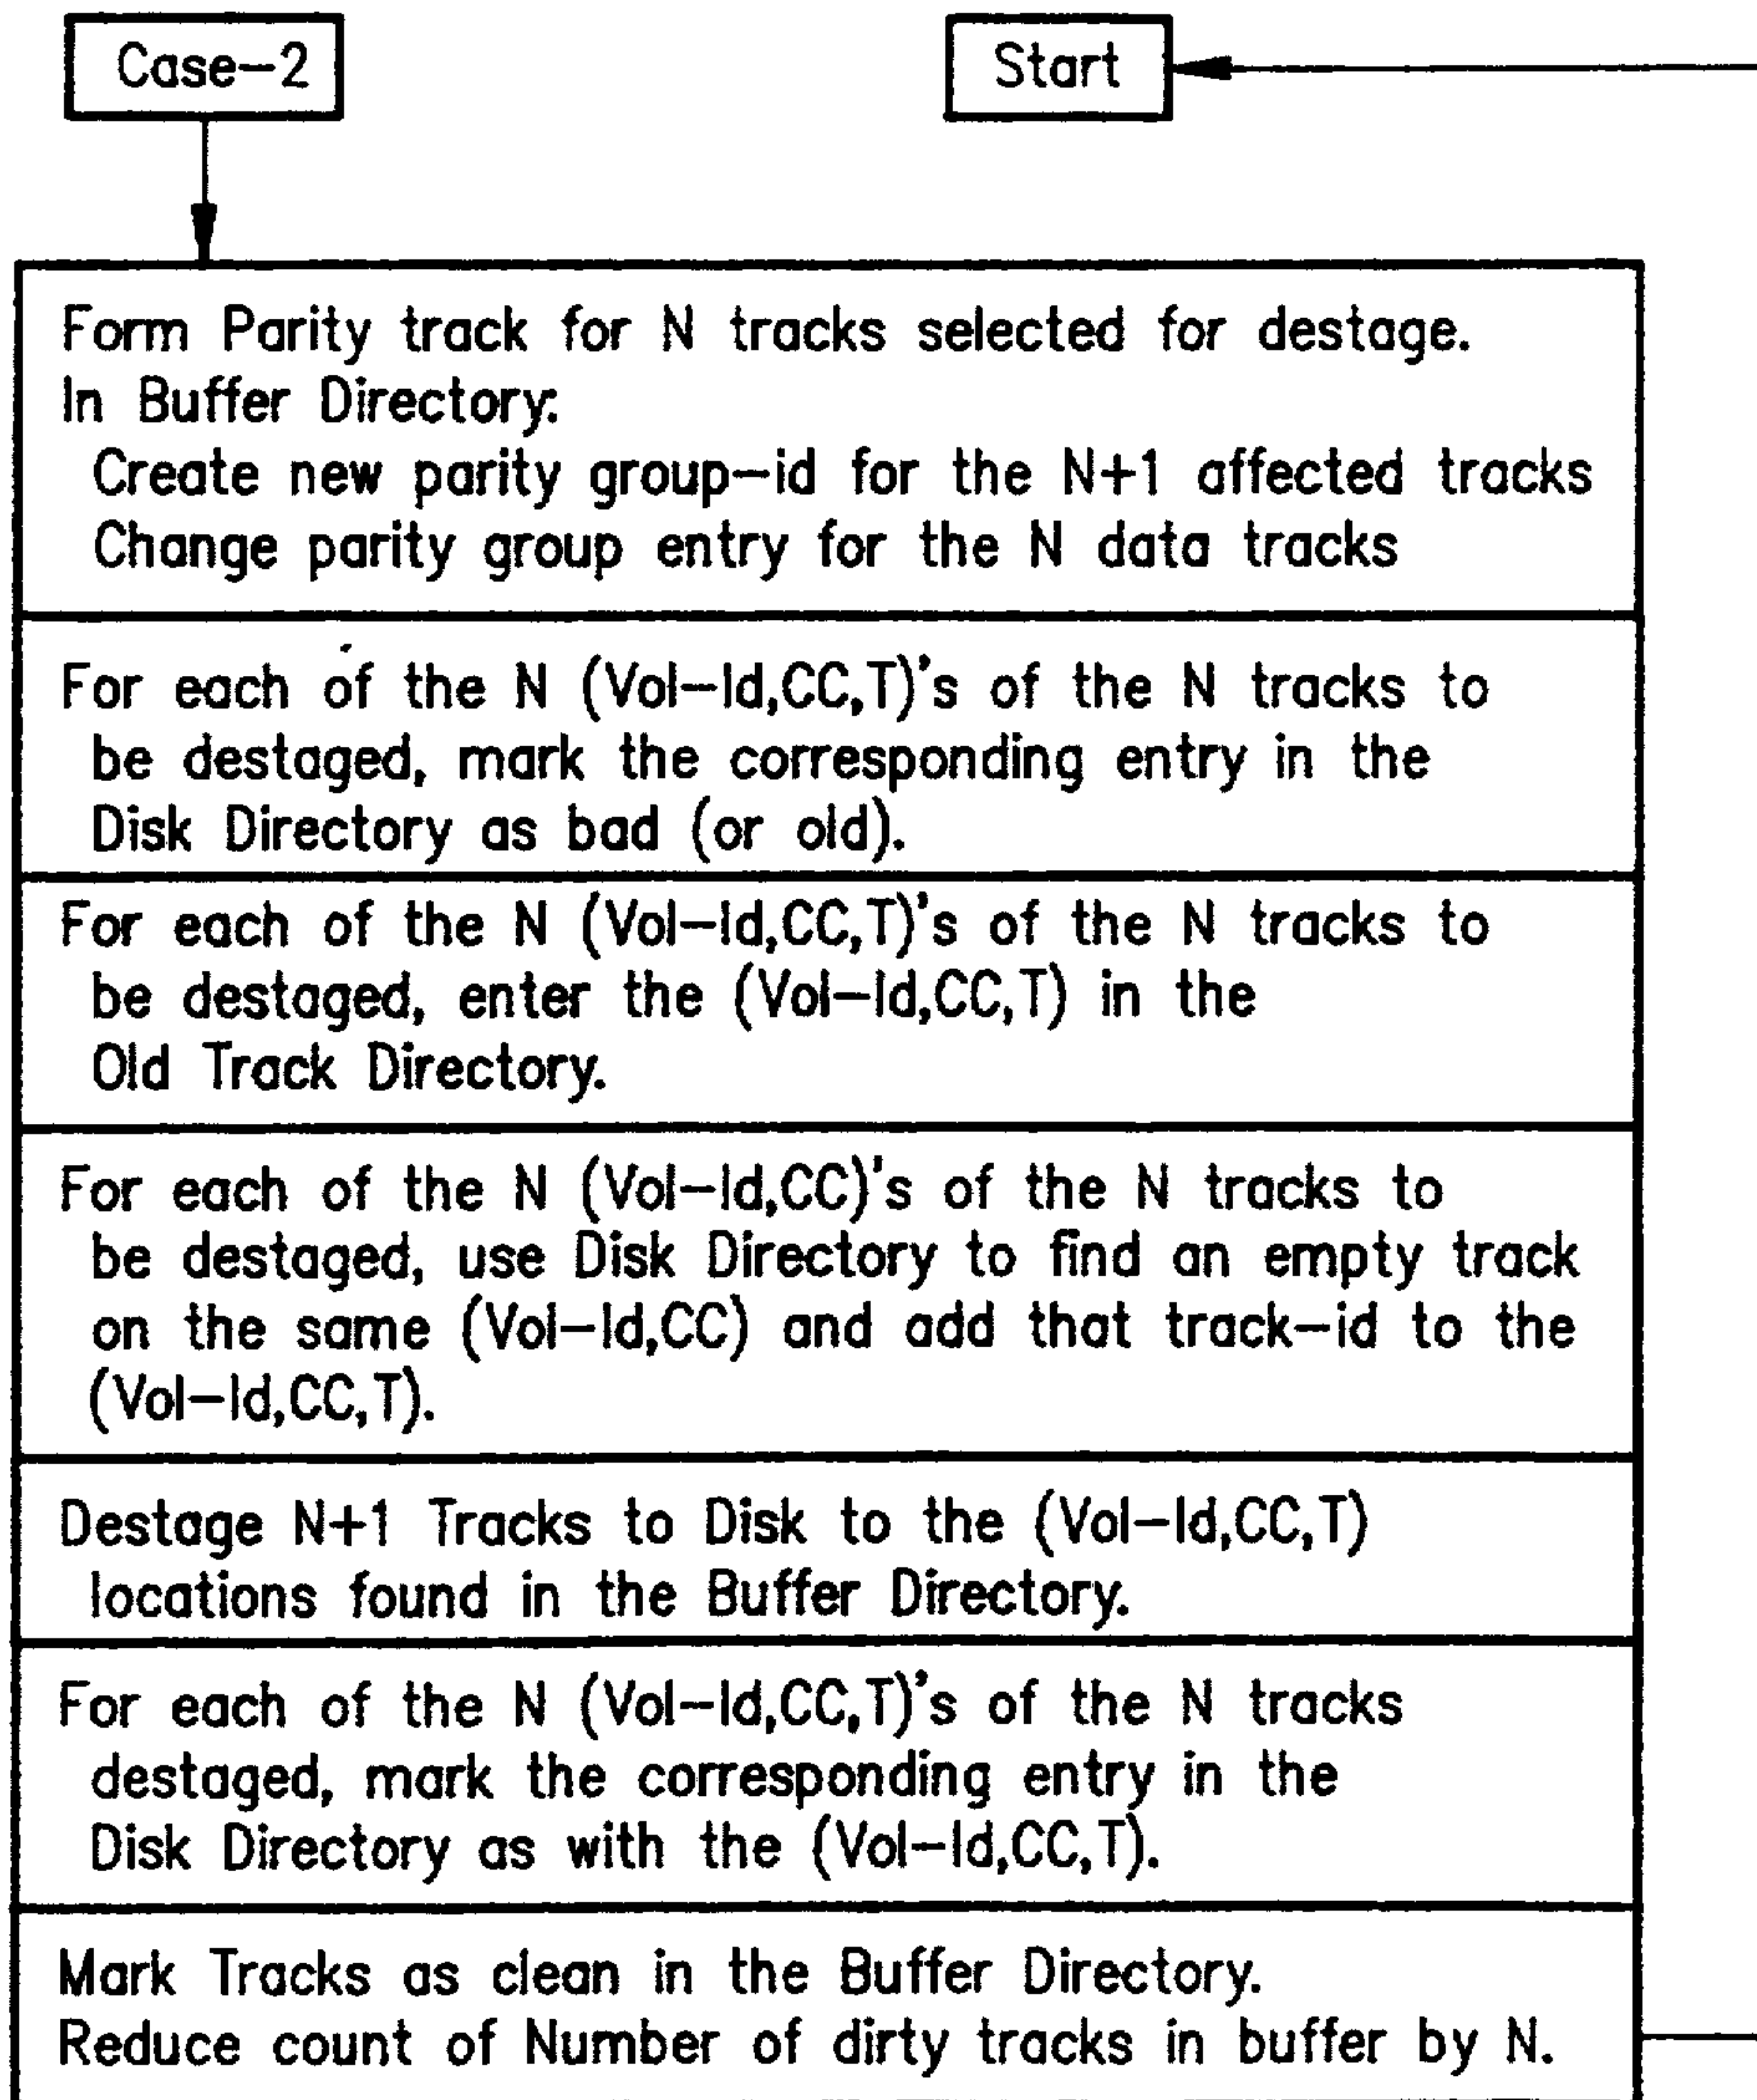 Case-2
Start
Form Parity track for N tracks selected for destage.
In Buffer Directory:
Create new parity group-id for the N+1 affected tracks
Change parity group entry for the N data tracks
For each of the N (Vol-Id,CC,T)'s of the N tracks to
be destaged, mark the corresponding entry in the
Disk Directory as bad (or old).
For each of the N (Vol-Id,CC,T)'s of the N tracks to
be destaged, enter the (Vol-Id,CC,T) in the
Old Track Directory.
For each of the N (Vol-Id,CC)'s of the N tracks to
be destaged, use Disk Directory to find an empty track
on the same (Vol-Id,CC) and add that track-id to the
(Vol-Id,CC,T).
Destage N+1 Tracks to Disk to the (Vol-Id,CC,T)
locations found in the Buffer Directory.
For each of the N (Vol-Id,CC,T)'s of the N tracks
destaged, mark the corresponding entry in the
Disk Directory as with the (Vol-Id,CC,T).
Mark Tracks as clean in the Buffer Directory.
Reduce count of Number of dirty tracks in buffer by N.